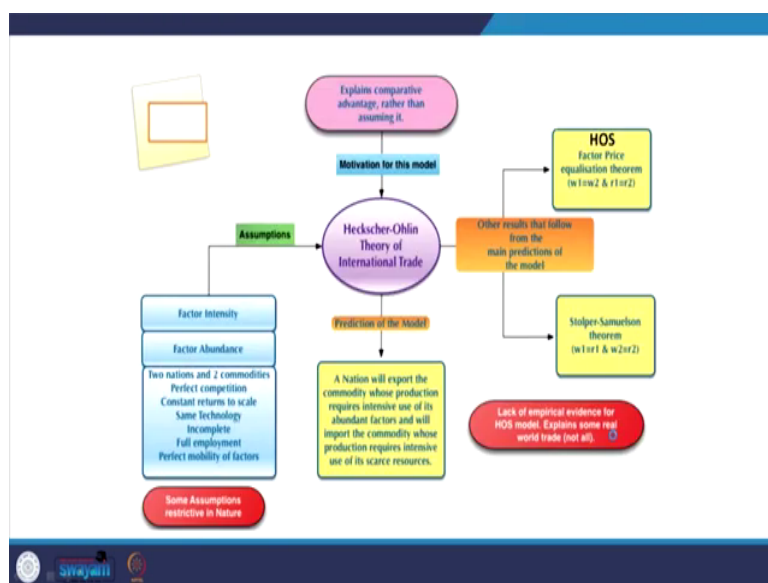 Explains comparative
advantage, rather than
assuming it.
Motivation for this model
HOS
Factor Price
equalisation theorem
(w1=w2 & r1=r2)
Assumptions
Heckscher-Ohlin
Theory of
International Trade
Other results that follow
from the
main predictions of
the model
Factor Intensity
Factor Abundance
Two nations and 2 commodities
Perfect competition
Constant returns to scale
Same Technology
Incomplete
Full employment
Perfect mobility of factors
Some Assumptions
restrictive in Nature
Prediction of the Model
A Nation will export the
commodity whose production
requires intensive use of its
abundant factors and will
import the commodity whose
production requires intensive
use of its scarce resources.
Stolper-Samuelson
theorem
(w1=r1 & w2=r2)
Lack of empirical evidence for
HOS model. Explains some real
world trade (not all).
swayam